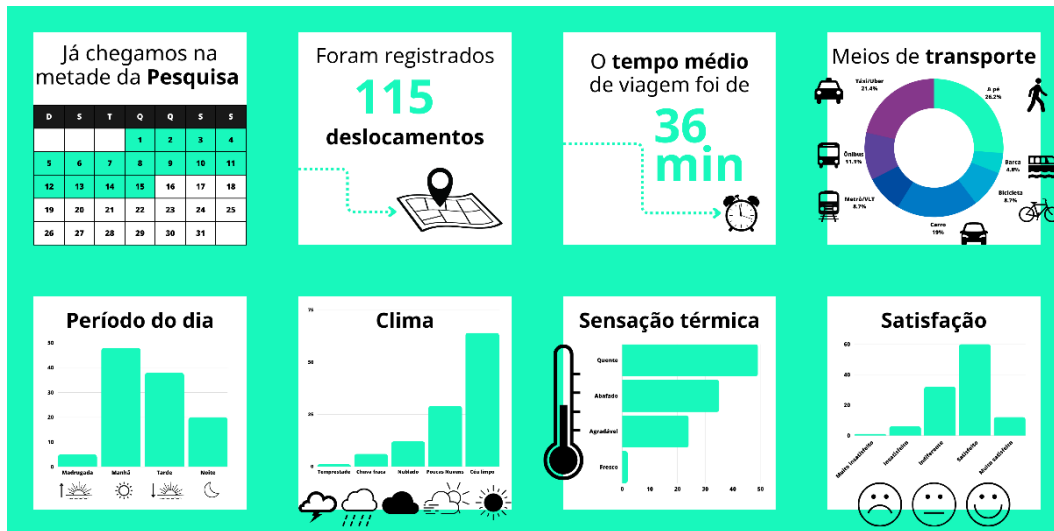 Já chegamos na
metade da Pesquisa
D S T Q Q S S
1 2 3 4
5 6 7 8 9 10 11
12 13 14 15 16 17 18
19 20 21 22 23 24 25
26 27 28 29 30 31
Foram registrados
115
deslocamentos
O tempo médio
de viagem foi de
36
min
Meios de transporte
Táxi/Uber
21.4%
A pé
26.2%
Ônibus
11.1%
Barca
4.8%
Metrô/VLT
8.7%
Bicicleta
8.7%
Carro
19%
Período do dia
50
40
30
20
10
0
Madrugada Manhã Tarde Noite
Clima
75
50
25
0
Tempestade Chuva fraca Nublado Poucas Nuvens Céu limpo
Sensação térmica
Quente
Abafado
Agradável
Fresco
0 10 20 30 40 50
Satisfação
60
40
20
0
Muito insatisfeito Insatisfeito Indiferente Satisfeito Muito satisfeito